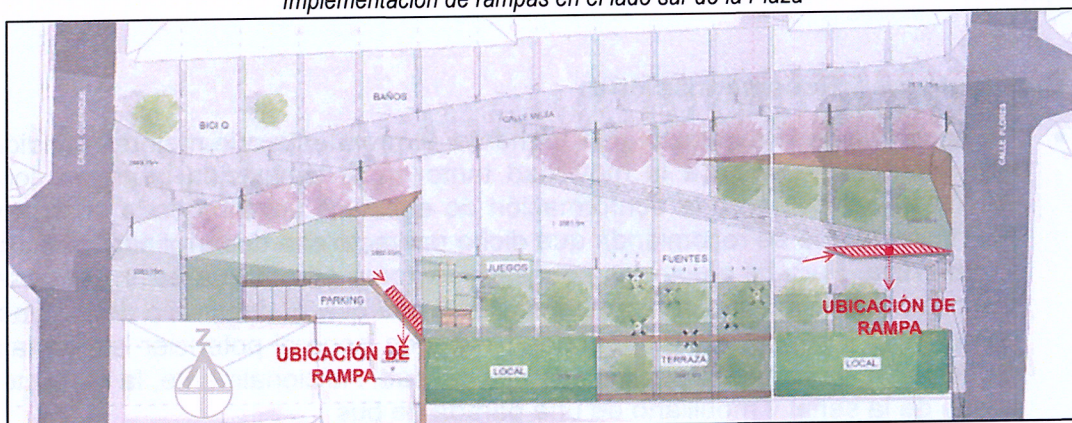 Implementación de rampas en el lado sur de la Plaza
BAÑOS
BICI Q
CALLE MEJIA
CALLE GUAYAQUIL
CALLE FLORES
JUEGOS
FUENTES
PARKING
UBICACIÓN DE
RAMPA
UBICACIÓN DE
RAMPA
TERRAZA
LOCAL
LOCAL
N